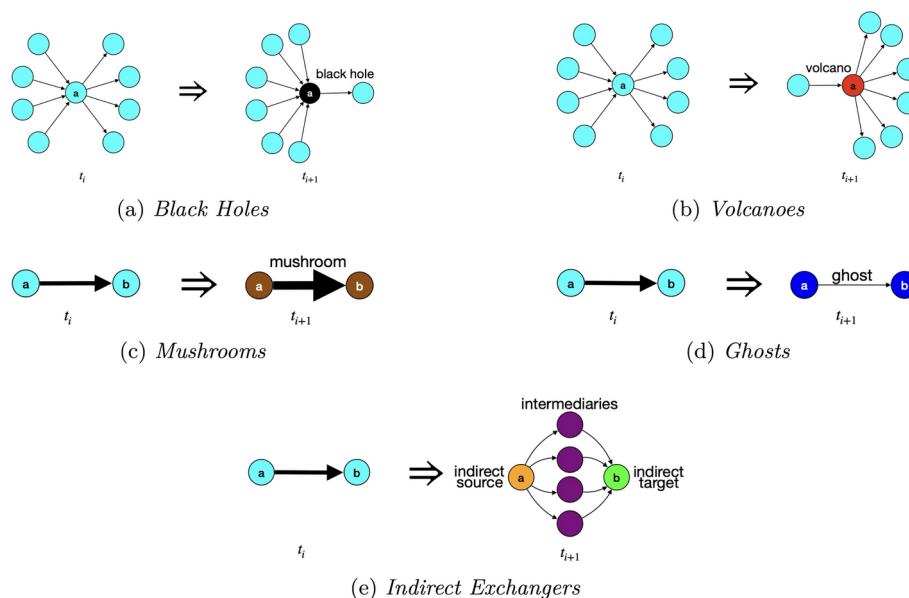 a
a
black hole
t_i
t_{i+1}
(a) Black Holes
a
volcano
a
t_i
t_{i+1}
(b) Volcanoes
a b
mushroom
a b
t_i
t_{i+1}
(c) Mushrooms
a b
ghost
a b
t_i
t_{i+1}
(d) Ghosts
a b
intermediaries
indirect
source
a
b
indirect
target
t_i
t_{i+1}
(e) Indirect Exchangers